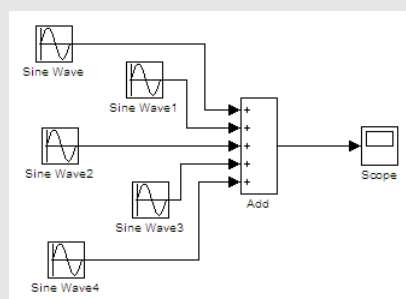 Sine Wave
Sine Wave1
+
+
Sine Wave2
+
+
Sine Wave3
+
Add
Scope
Sine Wave4